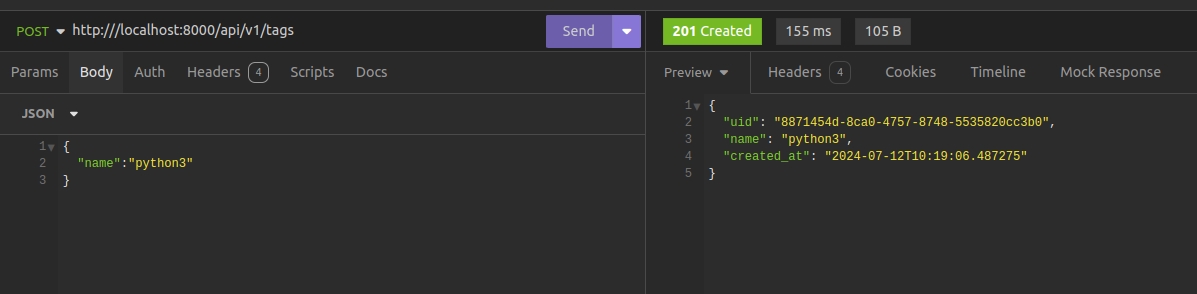 POST http:///localhost:8000/api/v1/tags Send
Params Body Auth Headers 4 Scripts Docs
JSON
1 {
2 "name":"python3"
3 }
201 Created 155 ms 105 B
Preview Headers 4 Cookies Timeline Mock Response
1 {
2 "uid": "8871454d-8ca0-4757-8748-5535820cc3b0",
3 "name": "python3",
4 "created_at": "2024-07-12T10:19:06.487275"
5 }